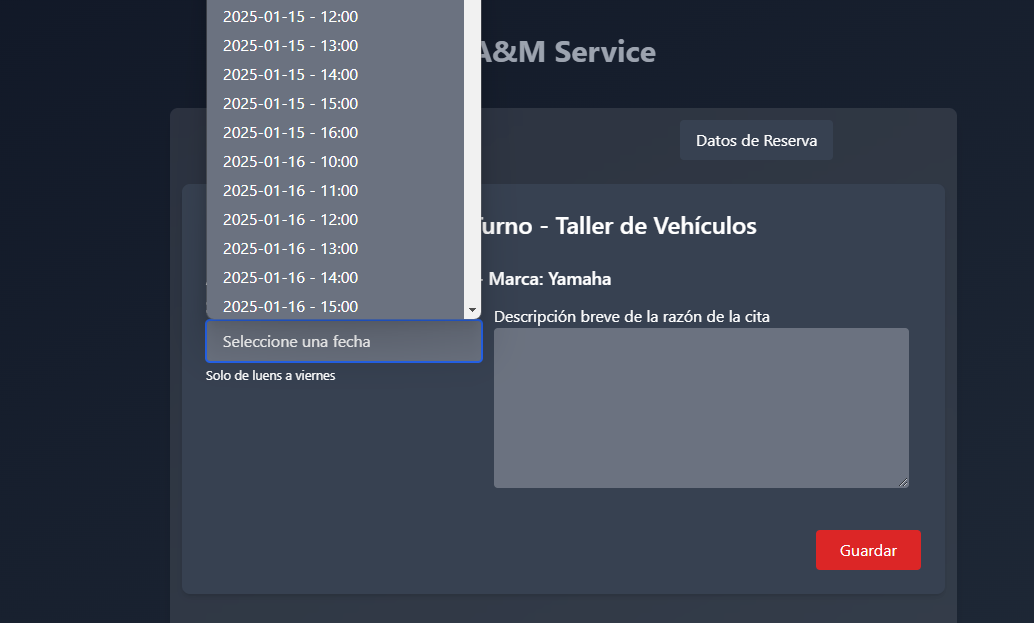 2025-01-15 - 12:00
2025-01-15 - 13:00
2025-01-15 - 14:00
2025-01-15 - 15:00
2025-01-15 - 16:00
2025-01-16 - 10:00
2025-01-16 - 11:00
2025-01-16 - 12:00
2025-01-16 - 13:00
2025-01-16 - 14:00
2025-01-16 - 15:00
A&M Service
Datos de Reserva
Turno - Taller de Vehículos
- Marca: Yamaha
Seleccione una fecha
Solo de luens a viernes
Descripción breve de la razón de la cita
Guardar